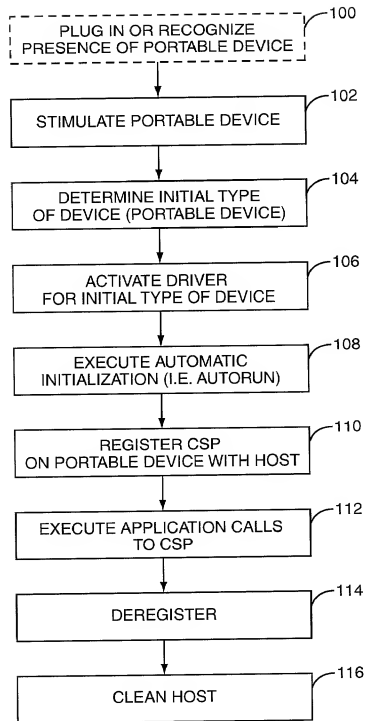 100
PLUG IN OR RECOGNIZE
PRESENCE OF PORTABLE DEVICE
102
STIMULATE PORTABLE DEVICE
104
DETERMINE INITIAL TYPE
OF DEVICE (PORTABLE DEVICE)
106
ACTIVATE DRIVER
FOR INITIAL TYPE OF DEVICE
108
EXECUTE AUTOMATIC
INITIALIZATION (I.E. AUTORUN)
110
REGISTER CSP
ON PORTABLE DEVICE WITH HOST
112
EXECUTE APPLICATION CALLS
TO CSP
114
DEREGISTER
116
CLEAN HOST